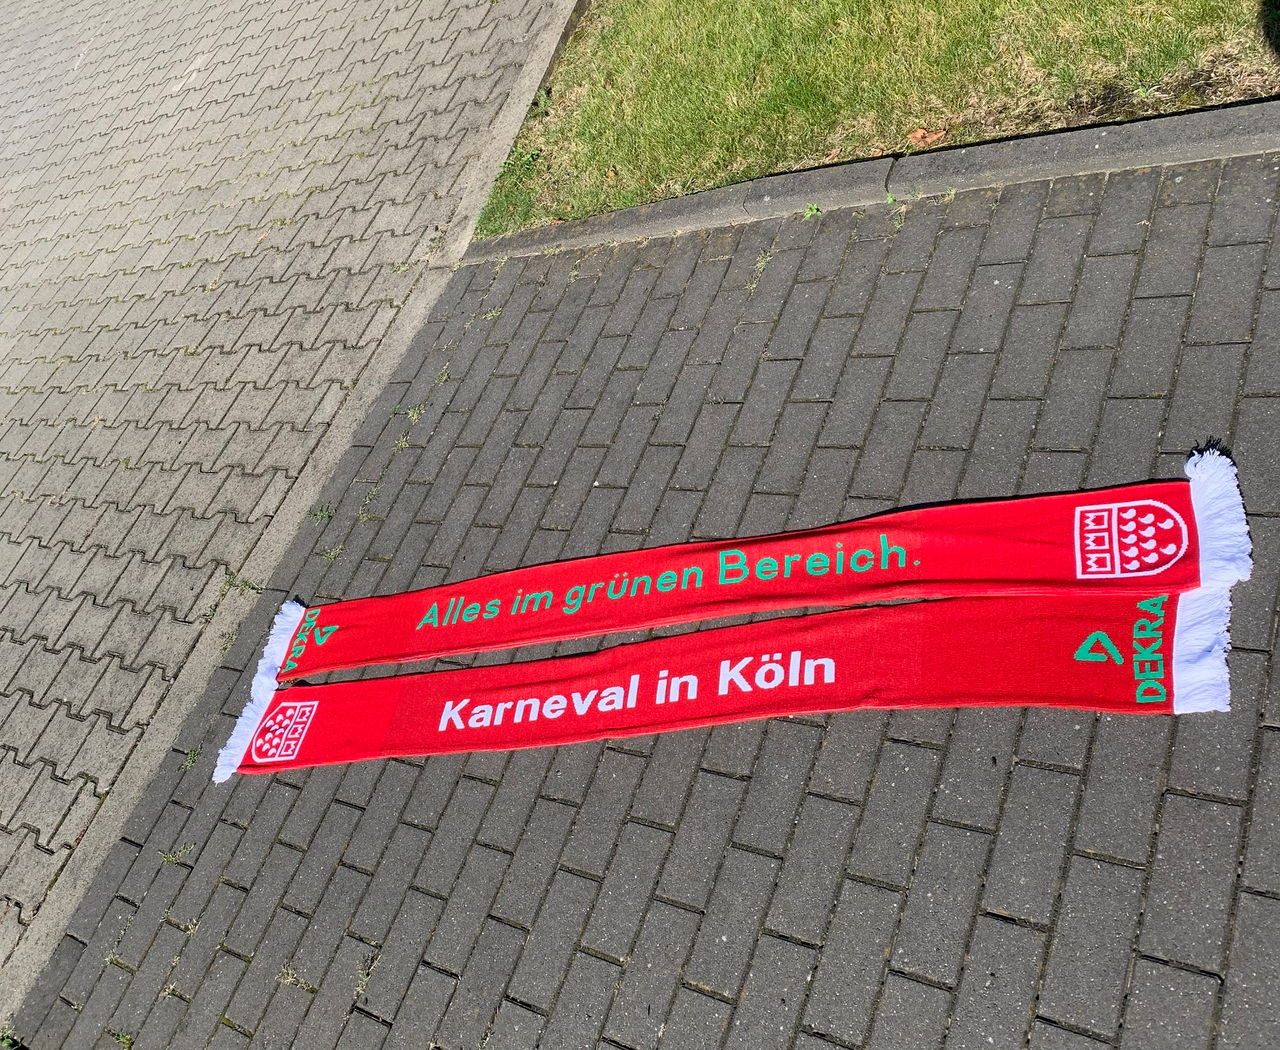 DEKRA
Alles im grünen Bereich.
Karneval in Köln
DEKRA